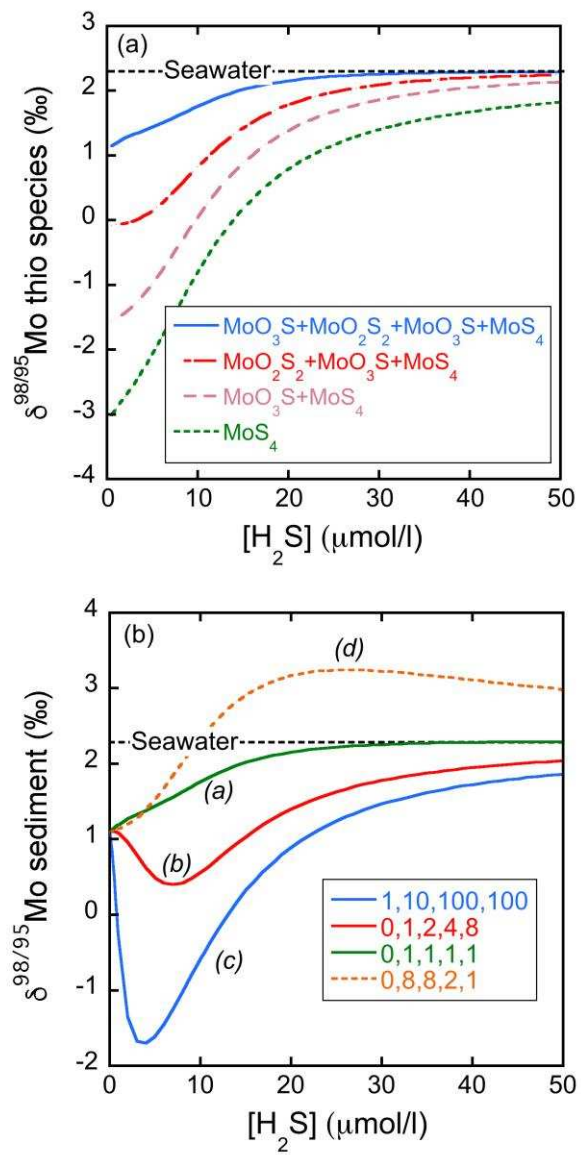 (a)
Seawater
3
2
1
0
-1
-2
-3
-4
δ⁹⁸/⁹⁵Mo thio species (‰)
MoO₃S+MoO₂S₂+MoO₃S+MoS₄
MoO₂S₂+MoO₃S+MoS₄
MoO₃S+MoS₄
MoS₄
0 10 20 30 40 50
[H₂S] (μmol/l)
(b)
4
3
2
1
0
-1
-2
δ⁹⁸/⁹⁵Mo sediment (‰)
(d)
Seawater
(a)
(b)
(c)
1,10,100,100
0,1,2,4,8
0,1,1,1,1
0,8,8,2,1
0 10 20 30 40 50
[H₂S] (μmol/l)